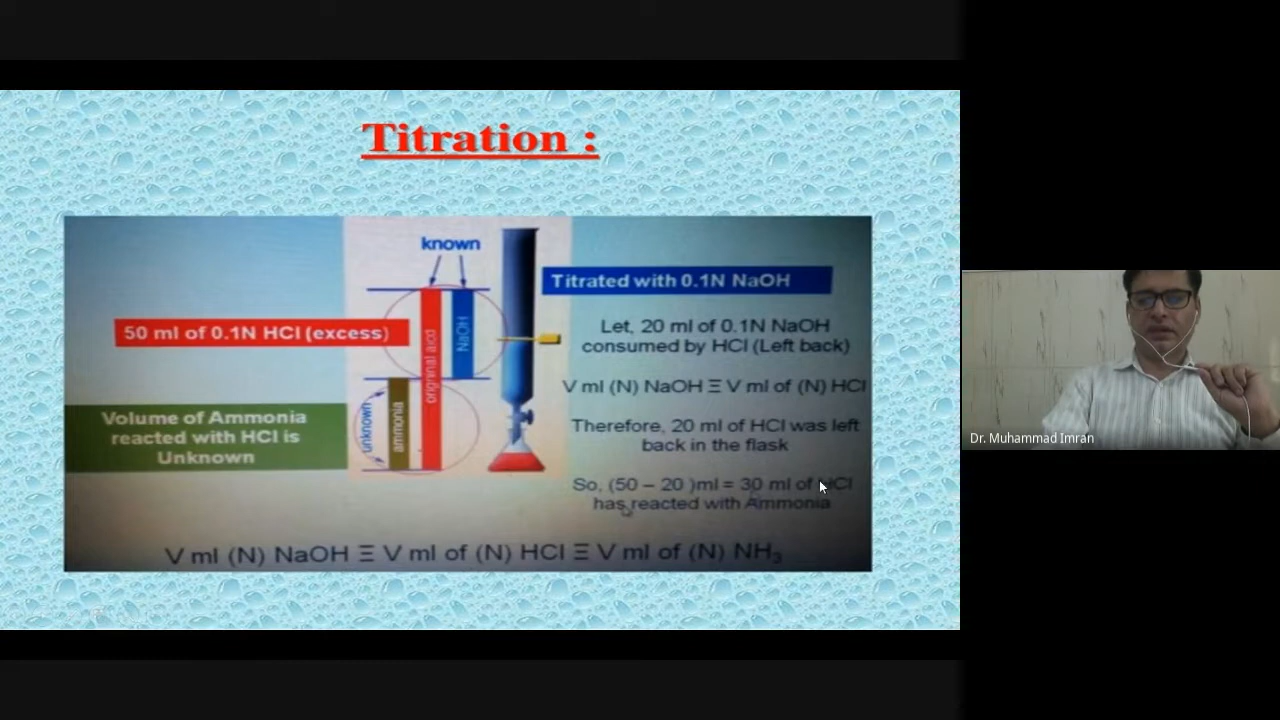 Titration :
known
Titrated with 0.1N NaOH
50 ml of 0.1N HCl (excess)
NaOH
origninal aicd
Let, 20 ml of 0.1N NaOH
consumed by HCl (Left back)
V ml (N) NaOH Ξ V ml of (N) HCl
Volume of Ammonia
reacted with HCl is
Unknown
unknown
ammonia
Therefore, 20 ml of HCl was left
back in the flask
So, (50 – 20 )ml = 30 ml of HCl
has reacted with Ammonia
V ml (N) NaOH Ξ V ml of (N) HCl Ξ V ml of (N) NH₃
Dr. Muhammad Imran